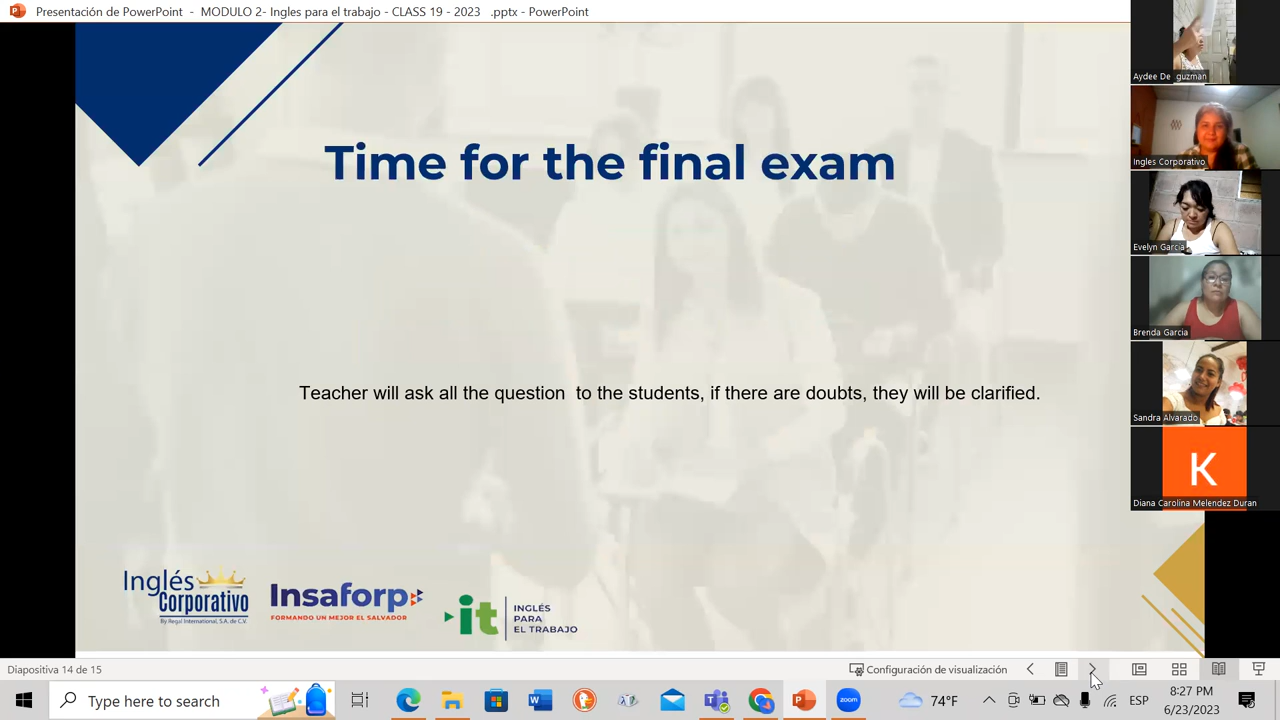 Presentación de PowerPoint - MODULO 2- Ingles para el trabajo - CLASS 19 - 2023 .pptx - PowerPoint
Time for the final exam
Teacher will ask all the question to the students, if there are doubts, they will be clarified.
Inglés
Corporativo
By Regal International, S.A. de C.V.
Insaforp
FORMANDO UN MEJOR EL SALVADOR
it
INGLÉS
PARA
EL TRABAJO
Aydee De guzman
Ingles Corporativo
Evelyn Garcia
Brenda Garcia
Sandra Alvarado
K
Diana Carolina Melendez Duran
Diapositiva 14 de 15
Configuración de visualización
Type here to search
zoom
74°F
ESP
8:27 PM
6/23/2023